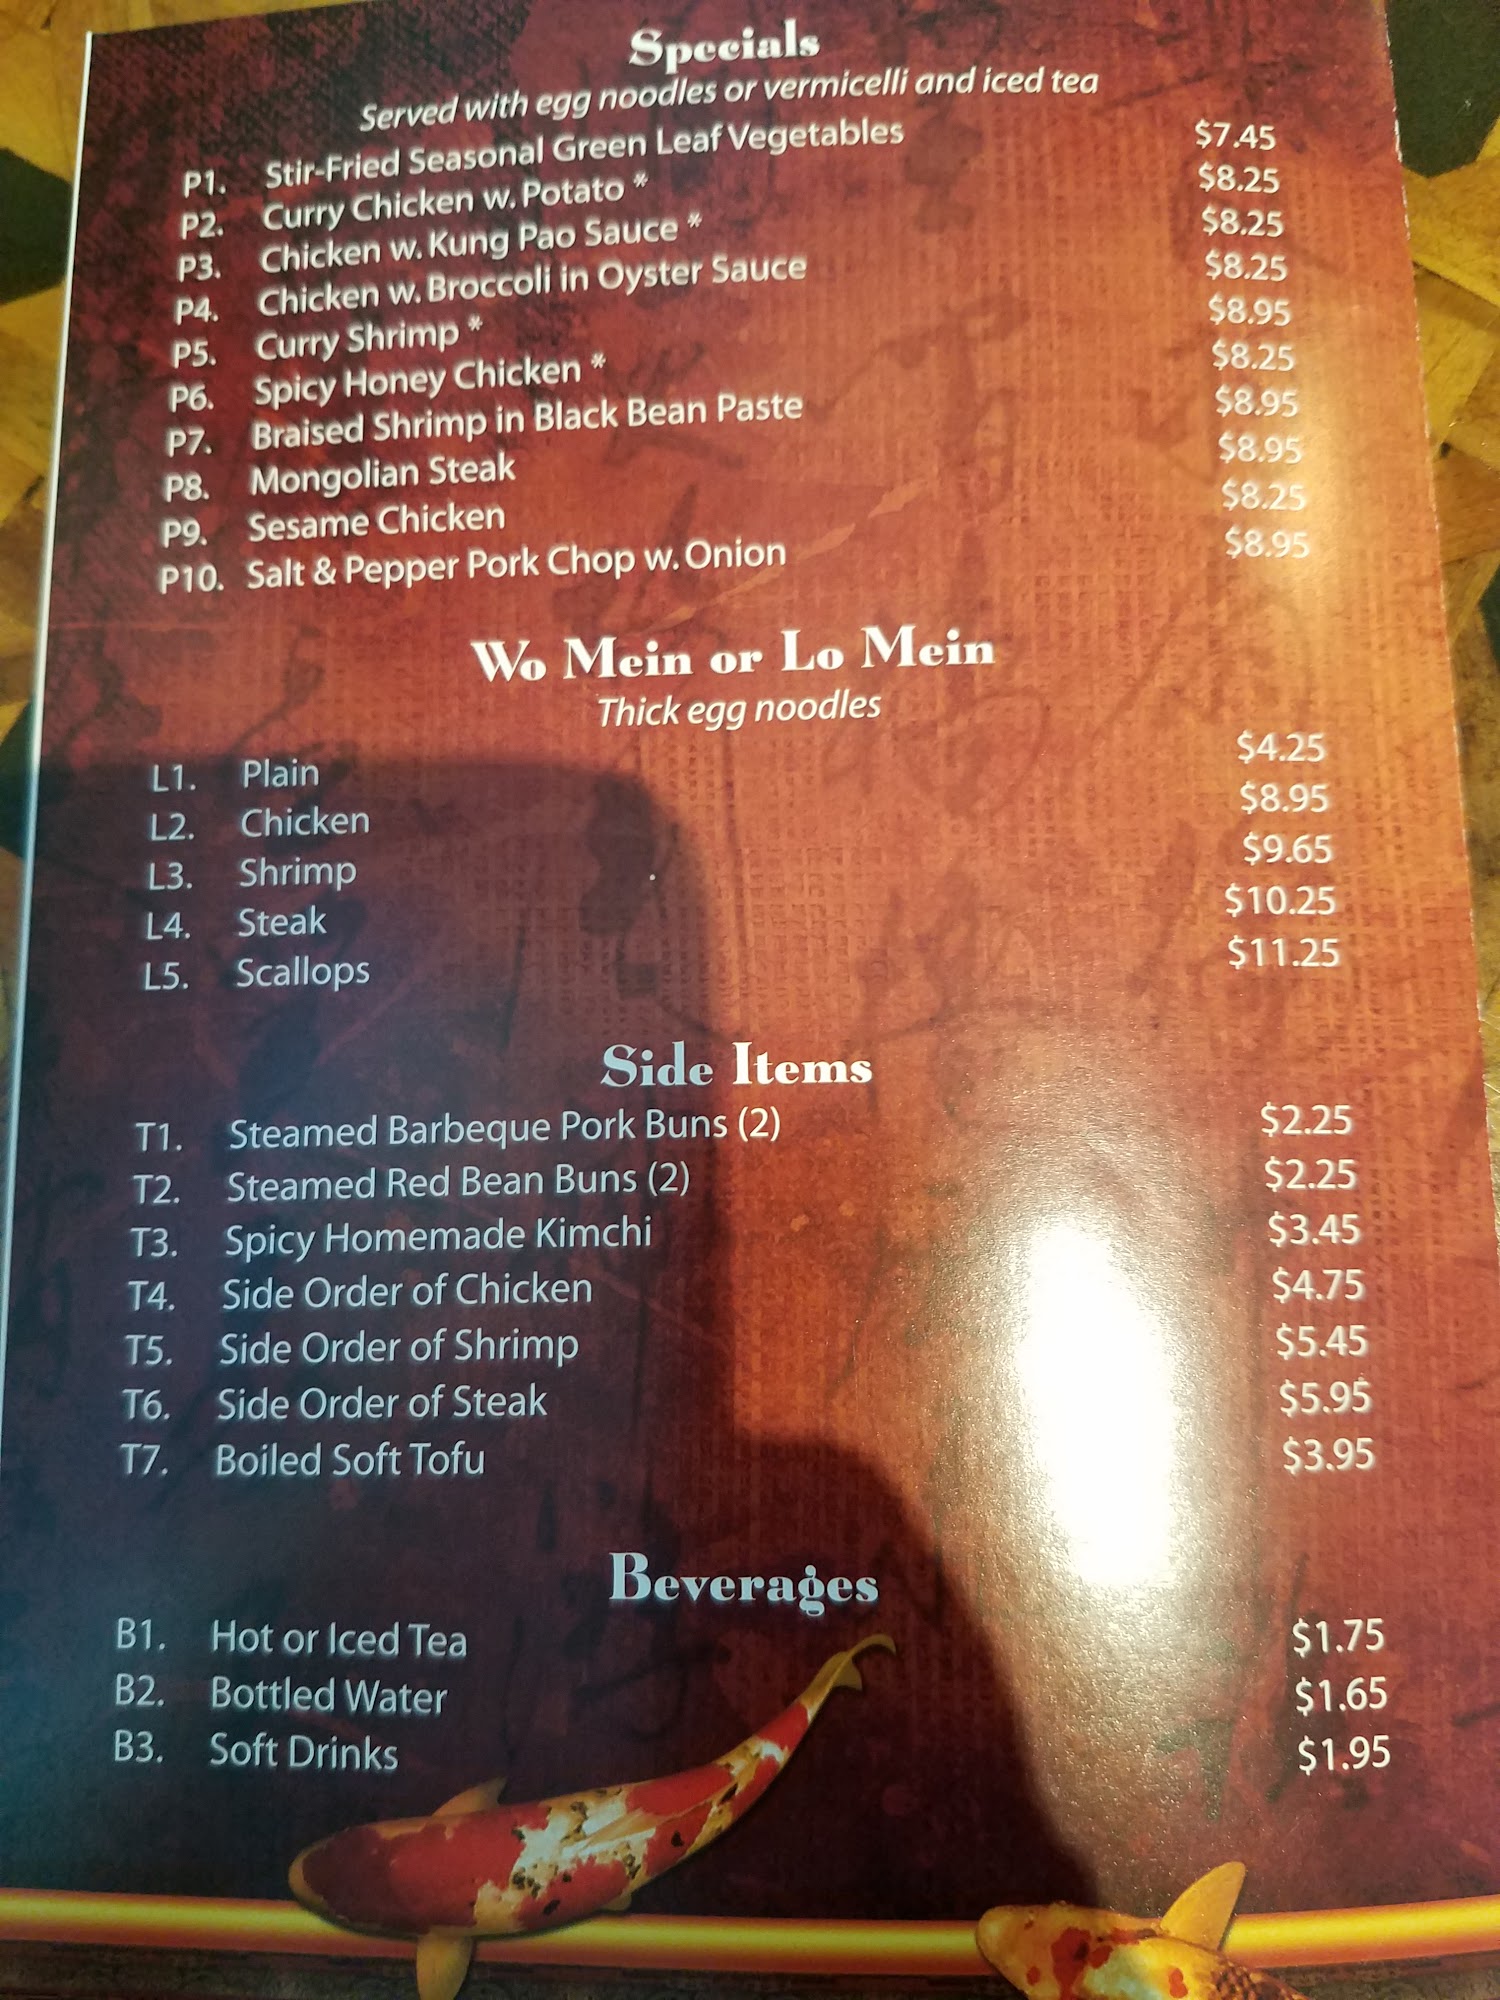 Specials
Served with egg noodles or vermicelli and iced tea
P1. Stir-Fried Seasonal Green Leaf Vegetables $7.45
P2. Curry Chicken w. Potato * $8.25
P3. Chicken w. Kung Pao Sauce * $8.25
P4. Chicken w. Broccoli in Oyster Sauce $8.25
P5. Curry Shrimp * $8.95
P6. Spicy Honey Chicken * $8.25
P7. Braised Shrimp in Black Bean Paste $8.95
P8. Mongolian Steak $8.95
P9. Sesame Chicken $8.25
P10. Salt & Pepper Pork Chop w. Onion $8.95
Wo Mein or Lo Mein
Thick egg noodles
L1. Plain $4.25
L2. Chicken $8.95
L3. Shrimp $9.65
L4. Steak $10.25
L5. Scallops $11.25
Side Items
T1. Steamed Barbeque Pork Buns (2) $2.25
T2. Steamed Red Bean Buns (2) $2.25
T3. Spicy Homemade Kimchi $3.45
T4. Side Order of Chicken $4.75
T5. Side Order of Shrimp $5.45
T6. Side Order of Steak $5.95
T7. Boiled Soft Tofu $3.95
Beverages
B1. Hot or Iced Tea $1.75
B2. Bottled Water $1.65
B3. Soft Drinks $1.95